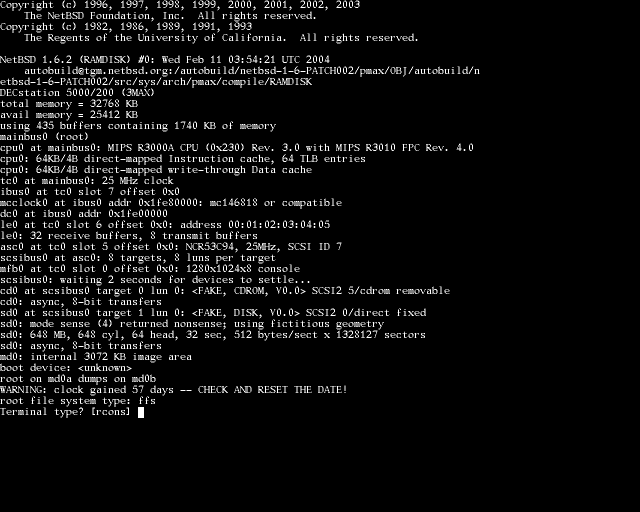 Copyright (c) 1996, 1997, 1998, 1999, 2000, 2001, 2002, 2003
The NetBSD Foundation, Inc.  All rights reserved.
Copyright (c) 1982, 1986, 1989, 1991, 1993
The Regents of the University of California.  All rights reserved.
NetBSD 1.6.2 (RAMDISK) #0: Wed Feb 11 03:54:21 UTC 2004
autobuild@tgm.netbsd.org:/autobuild/netbsd-1-6-PATCH002/pmax/OBJ/autobuild/n
etbsd-1-6-PATCH002/src/sys/arch/pmax/compile/RAMDISK
DECstation 5000/200 (3MAX)
total memory = 32768 KB
avail memory = 25412 KB
using 435 buffers containing 1740 KB of memory
mainbus0 (root)
cpu0 at mainbus0: MIPS R3000A CPU (0x230) Rev. 3.0 with MIPS R3010 FPC Rev. 4.0
cpu0: 64KB/4B direct-mapped Instruction cache, 64 TLB entries
cpu0: 64KB/4B direct-mapped write-through Data cache
tc0 at mainbus0: 25 MHz clock
ibus0 at tc0 slot 7 offset 0x0
mcclock0 at ibus0 addr 0x1fe80000: mc146818 or compatible
dc0 at ibus0 addr 0x1fe00000
le0 at tc0 slot 6 offset 0x0: address 00:01:02:03:04:05
le0: 32 receive buffers, 8 transmit buffers
asc0 at tc0 slot 5 offset 0x0: NCR53C94, 25MHz, SCSI ID 7
scsibus0 at asc0: 8 targets, 8 luns per target
mfb0 at tc0 slot 0 offset 0x0: 1280x1024x8 console
scsibus0: waiting 2 seconds for devices to settle...
cd0 at scsibus0 target 0 lun 0: <FAKE, CDROM, V0.0> SCSI2 5/cdrom removable
cd0: async, 8-bit transfers
sd0 at scsibus0 target 1 lun 0: <FAKE, DISK, V0.0> SCSI2 0/direct fixed
sd0: mode sense (4) returned nonsense; using fictitious geometry
sd0: 648 MB, 648 cyl, 64 head, 32 sec, 512 bytes/sect x 1328127 sectors
sd0: async, 8-bit transfers
md0: internal 3072 KB image area
boot device: <unknown>
root on md0a dumps on md0b
WARNING: clock gained 57 days -- CHECK AND RESET THE DATE!
root file system type: ffs
Terminal type? [rcons]